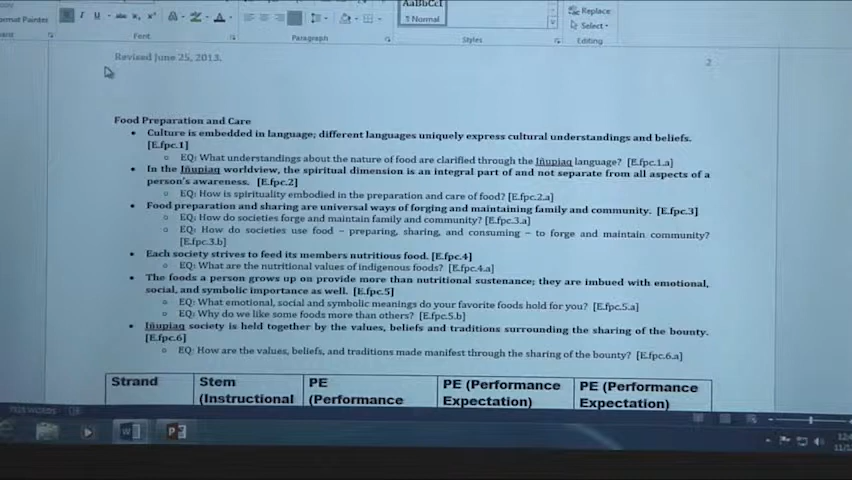 Format Painter
AaBbCcI
¶ Normal
Replace
Select
Font
Paragraph
Styles
Editing
Revised June 25, 2013.
2
Food Preparation and Care
• Culture is embedded in language; different languages uniquely express cultural understandings and beliefs.
[E.fpc.1]
o EQ: What understandings about the nature of food are clarified through the Iñupiaq language? [E.fpc.1.a]
• In the Iñupiaq worldview, the spiritual dimension is an integral part of and not separate from all aspects of a
person's awareness. [E.fpc.2]
o EQ: How is spirituality embodied in the preparation and care of food? [E.fpc.2.a]
• Food preparation and sharing are universal ways of forging and maintaining family and community. [E.fpc.3]
o EQ: How do societies forge and maintain family and community? [E.fpc.3.a]
o EQ: How do societies use food – preparing, sharing, and consuming – to forge and maintain community?
[E.fpc.3.b]
• Each society strives to feed its members nutritious food. [E.fpc.4]
o EQ: What are the nutritional values of indigenous foods? [E.fpc.4.a]
• The foods a person grows up on provide more than nutritional sustenance; they are imbued with emotional,
social, and symbolic importance as well. [E.fpc.5]
o EQ: What emotional, social and symbolic meanings do your favorite foods hold for you? [E.fpc.5.a]
o EQ: Why do we like some foods more than others? [E.fpc.5.b]
• Iñupiaq society is held together by the values, beliefs and traditions surrounding the sharing of the bounty.
[E.fpc.6]
o EQ: How are the values, beliefs, and traditions made manifest through the sharing of the bounty? [E.fpc.6.a]
Strand Stem PE PE (Performance PE (Performance
(Instructional (Performance Expectation) Expectation)
WORDS